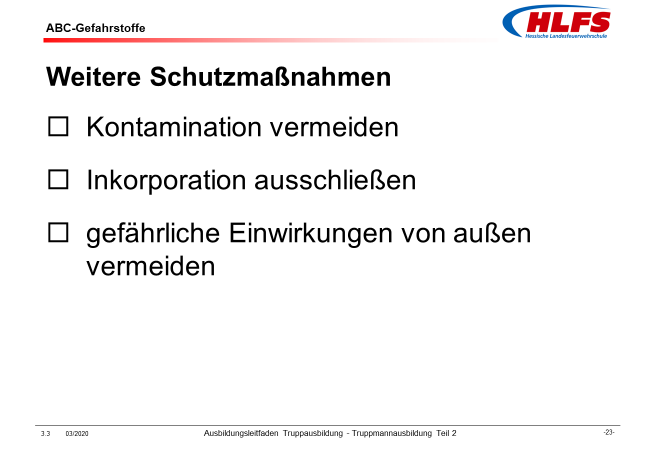 ABC-Gefahrstoffe
HLFS
Hessische Landesfeuerwehrschule
Weitere Schutzmaßnahmen
Kontamination vermeiden
Inkorporation ausschließen
gefährliche Einwirkungen von außen
vermeiden
3.3 03/2020 Ausbildungsleitfaden Truppausbildung - Truppmannausbildung Teil 2 -23-